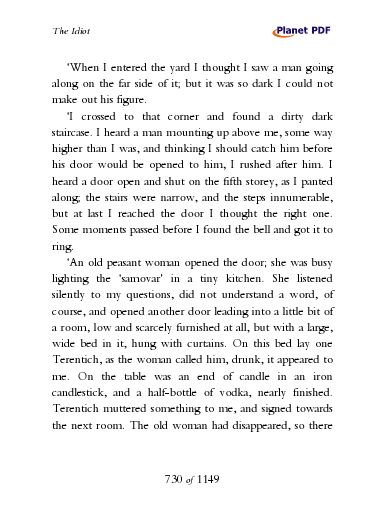 The Idiot
Planet PDF
‘When I entered the yard I thought I saw a man going
along on the far side of it; but it was so dark I could not
make out his figure.
‘I crossed to that corner and found a dirty dark
staircase. I heard a man mounting up above me, some way
higher than I was, and thinking I should catch him before
his door would be opened to him, I rushed after him. I
heard a door open and shut on the fifth storey, as I panted
along; the stairs were narrow, and the steps innumerable,
but at last I reached the door I thought the right one.
Some moments passed before I found the bell and got it to
ring.
‘An old peasant woman opened the door; she was busy
lighting the ‘samovar’ in a tiny kitchen. She listened
silently to my questions, did not understand a word, of
course, and opened another door leading into a little bit of
a room, low and scarcely furnished at all, but with a large,
wide bed in it, hung with curtains. On this bed lay one
Terentich, as the woman called him, drunk, it appeared to
me. On the table was an end of candle in an iron
candlestick, and a half-bottle of vodka, nearly finished.
Terentich muttered something to me, and signed towards
the next room. The old woman had disappeared, so there
730 of 1149